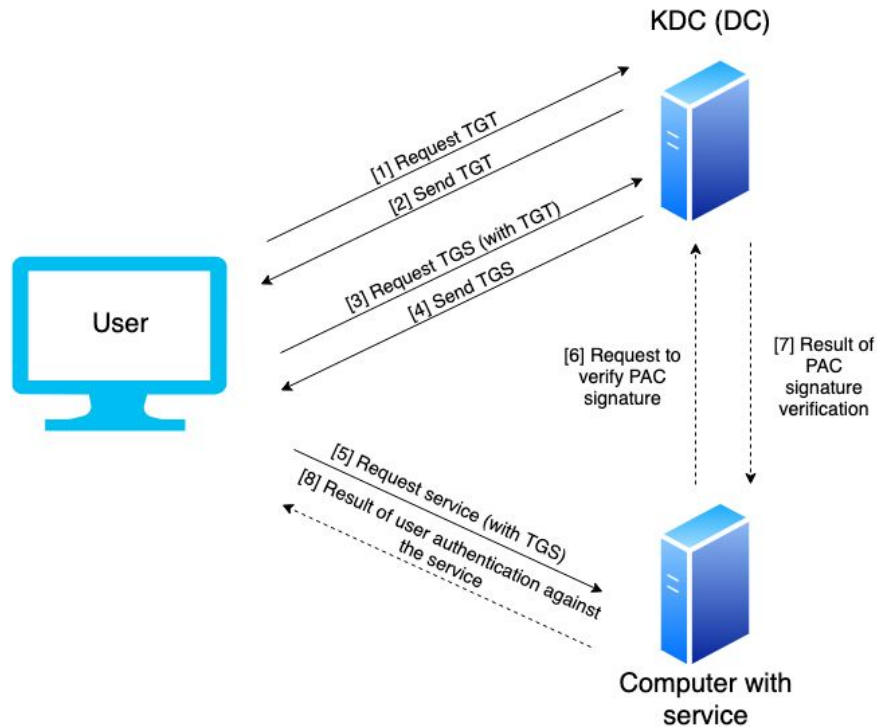 KDC (DC)
[1] Request TGT
[2] Send TGT
[3] Request TGS (with TGT)
[4] Send TGS
User
[6] Request to
verify PAC
signature
[7] Result of
PAC
signature
verification
[5] Request service (with TGS)
[8] Result of user authentication against
the service
Computer with
service